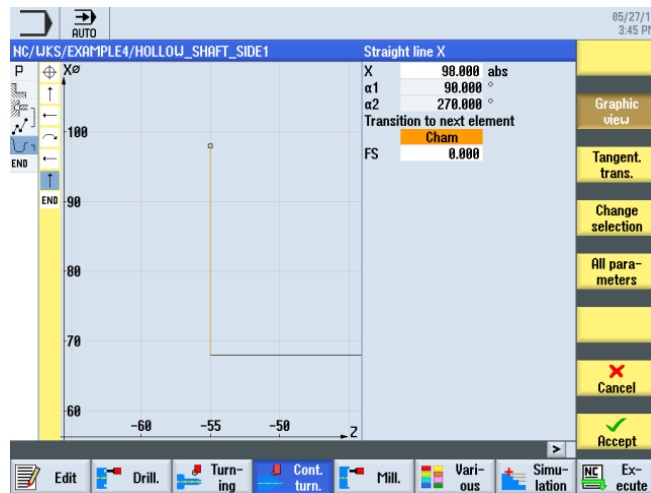 AUTO
05/27/1
3:45 P
NC/WKS/EXAMPLE4/HOLLOW_SHAFT_SIDE1
Straight line X
P
END
END
XØ
100
90
80
70
60
-60
-55
-50
Z
X 98.000 abs
α1 90.000 °
α2 270.000 °
Transition to next element
Cham
FS 0.000
Graphic
view
Tangent.
trans.
Change
selection
All para-
meters
Cancel
Accept
>
Edit
Drill.
Turn-
ing
Cont.
turn.
Mill.
Vari-
ous
Simu-
lation
NC
Ex-
ecute